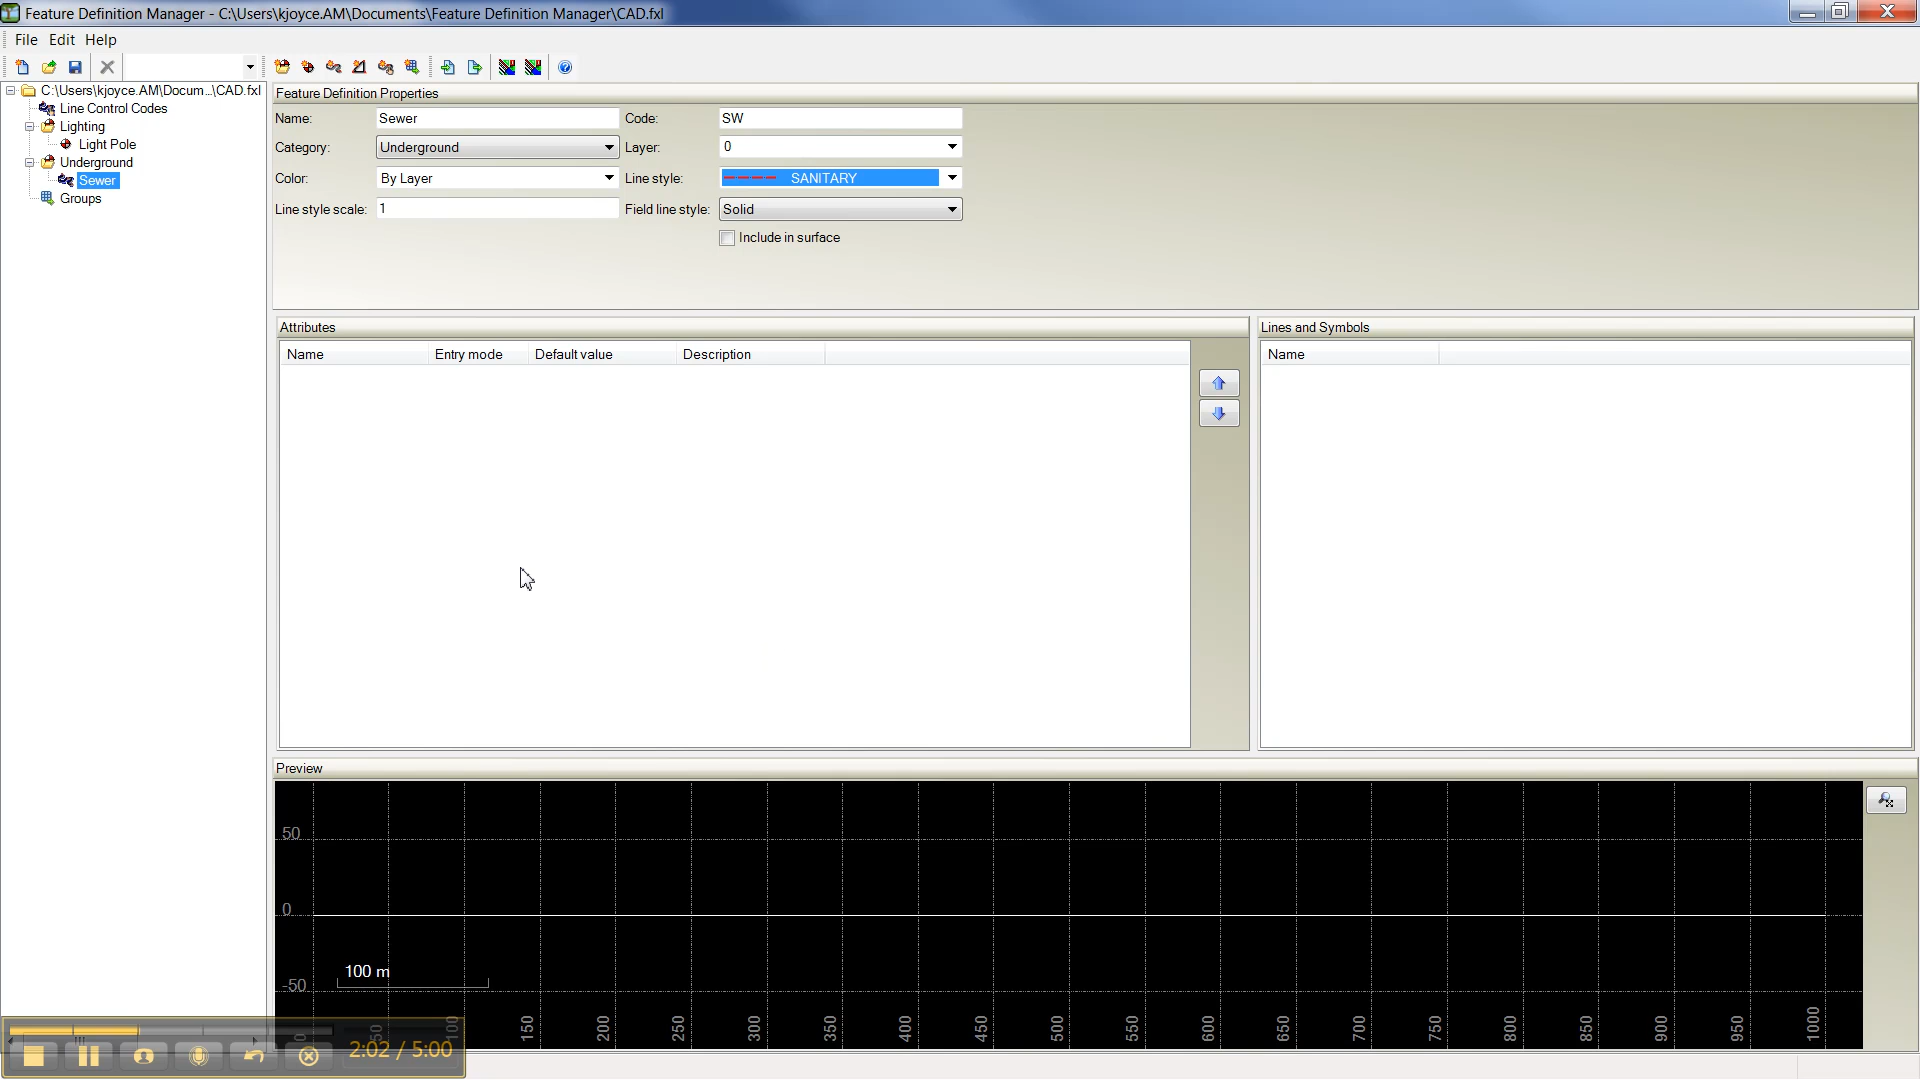 Feature Definition Manager - C:\Users\kjoyce.AM\Documents\Feature Definition Manager\CAD.fxl
File Edit Help
C:\Users\kjoyce.AM\Docum...\CAD.fxl
Line Control Codes
Lighting
Light Pole
Underground
Sewer
Groups
Feature Definition Properties
Name: Sewer Code: SW
Category: Underground Layer: 0
Color: By Layer Line style: SANITARY
Line style scale: 1 Field line style: Solid
Include in surface
Attributes
Name Entry mode Default value Description
Lines and Symbols
Name
Preview
50
0
-50
100 m
0 50 100 150 200 250 300 350 400 450 500 550 600 650 700 750 800 850 900 950 1000
2:02 / 5:00